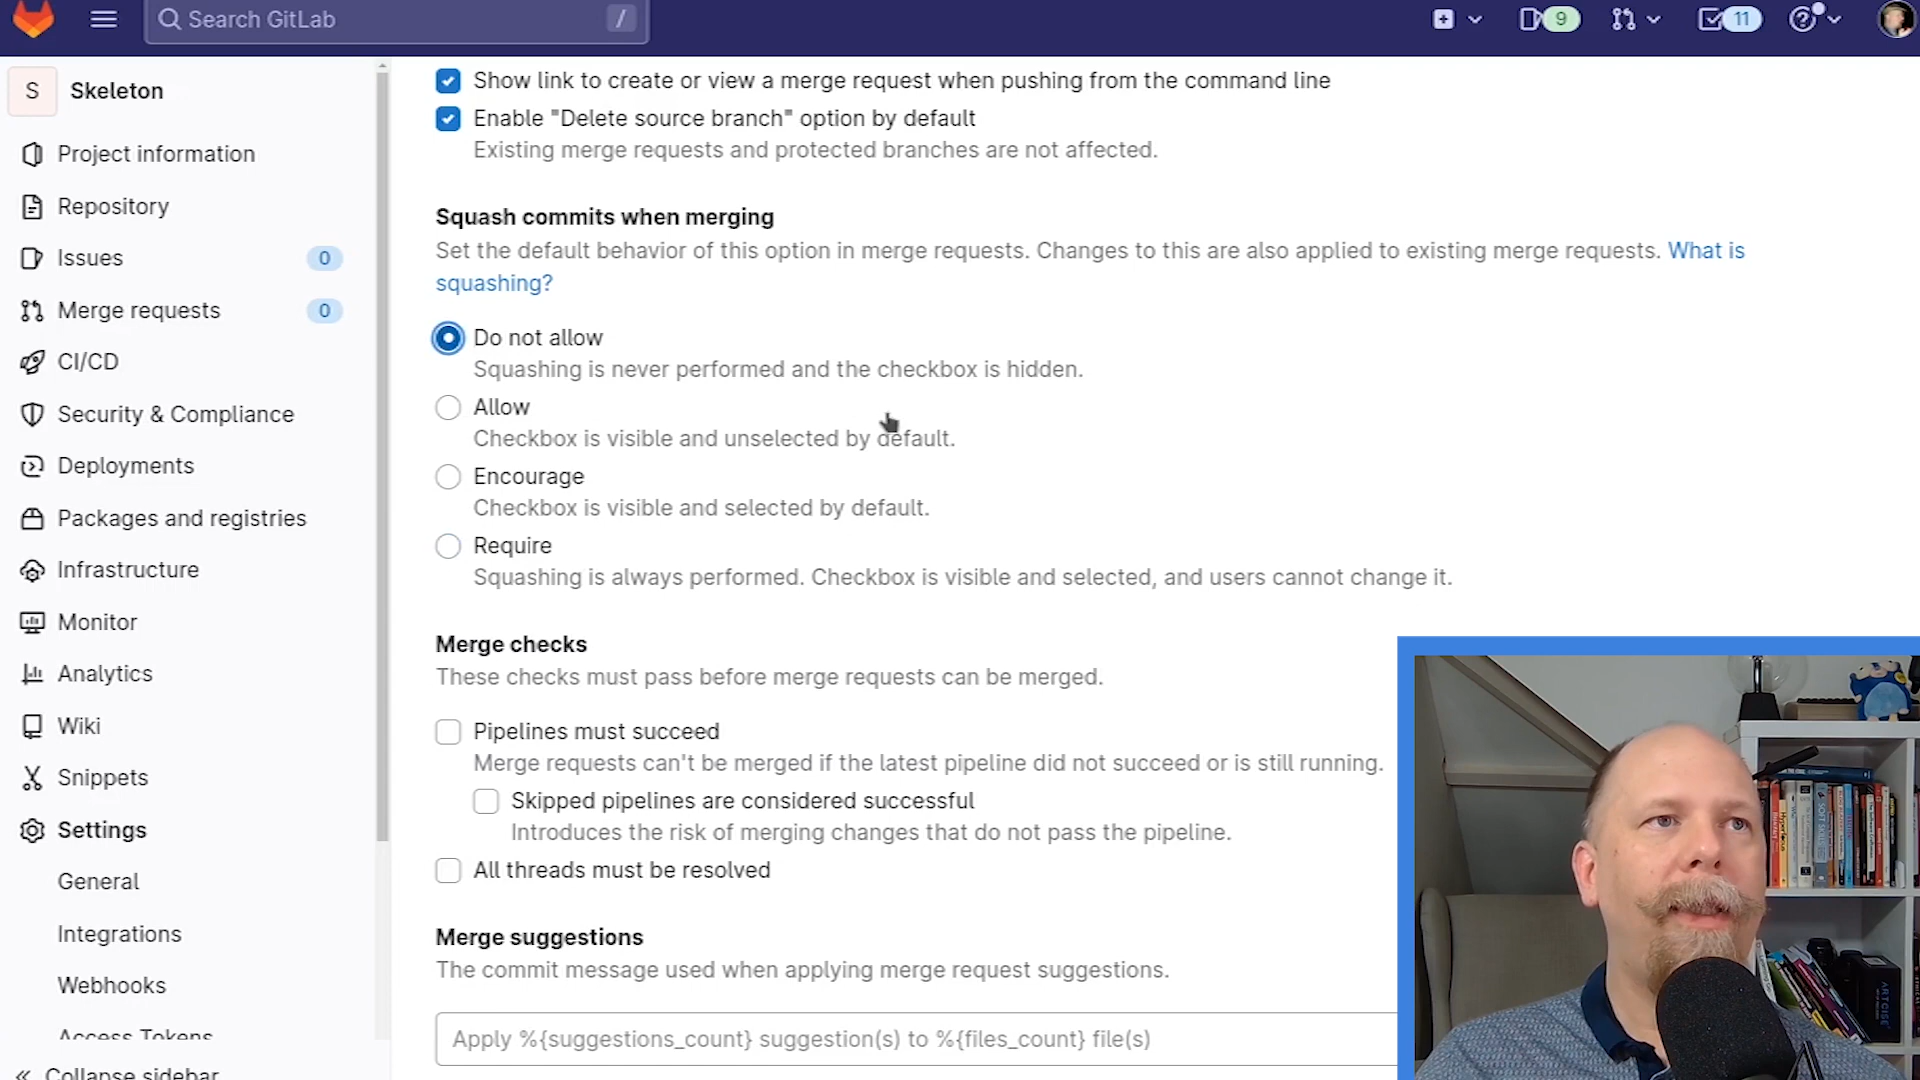 Search GitLab
/
9
11
S
Skeleton
Project information
Repository
Issues
0
Merge requests
0
CI/CD
Security & Compliance
Deployments
Packages and registries
Infrastructure
Monitor
Analytics
Wiki
Snippets
Settings
General
Integrations
Webhooks
Access Tokens
Collapse sidebar
Show link to create or view a merge request when pushing from the command line
Enable "Delete source branch" option by default
Existing merge requests and protected branches are not affected.
Squash commits when merging
Set the default behavior of this option in merge requests. Changes to this are also applied to existing merge requests. What is
squashing?
Do not allow
Squashing is never performed and the checkbox is hidden.
Allow
Checkbox is visible and unselected by default.
Encourage
Checkbox is visible and selected by default.
Require
Squashing is always performed. Checkbox is visible and selected, and users cannot change it.
Merge checks
These checks must pass before merge requests can be merged.
Pipelines must succeed
Merge requests can't be merged if the latest pipeline did not succeed or is still running.
Skipped pipelines are considered successful
Introduces the risk of merging changes that do not pass the pipeline.
All threads must be resolved
Merge suggestions
The commit message used when applying merge request suggestions.
Apply %{suggestions_count} suggestion(s) to %{files_count} file(s)